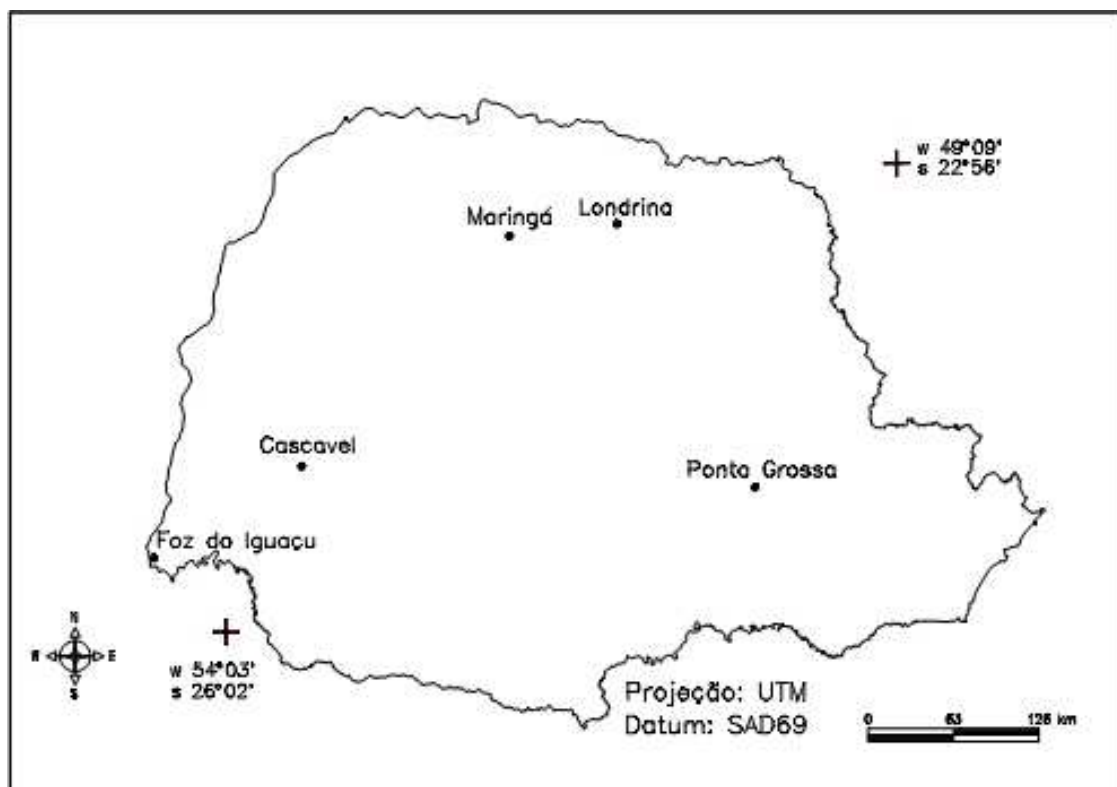 w 49°09'
s 22°56'
Maringá
Londrina
Cascavel
Ponta Grossa
Foz do Iguaçu
N
W
E
S
w 54°03'
s 26°02'
Projeção: UTM
Datum: SAD69
0 63 126 km